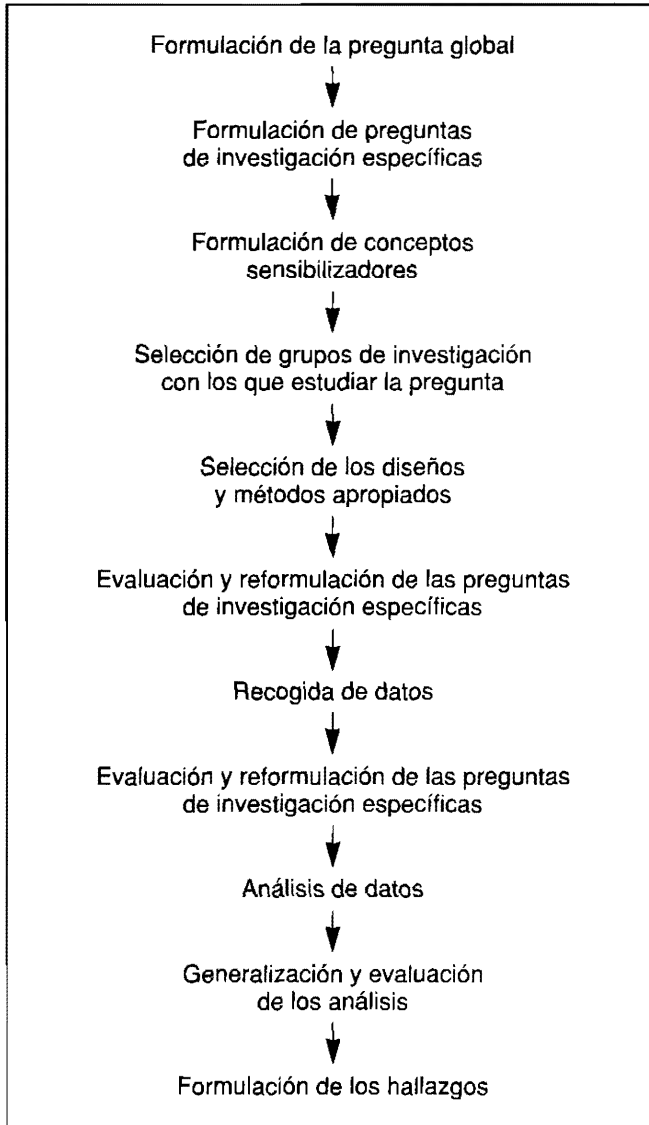 Formulación de la pregunta global
Formulación de preguntas
de investigación específicas
Formulación de conceptos
sensibilizadores
Selección de grupos de investigación
con los que estudiar la pregunta
Selección de los diseños
y métodos apropiados
Evaluación y reformulación de las preguntas
de investigación específicas
Recogida de datos
Evaluación y reformulación de las preguntas
de investigación específicas
Análisis de datos
Generalización y evaluación
de los análisis
Formulación de los hallazgos